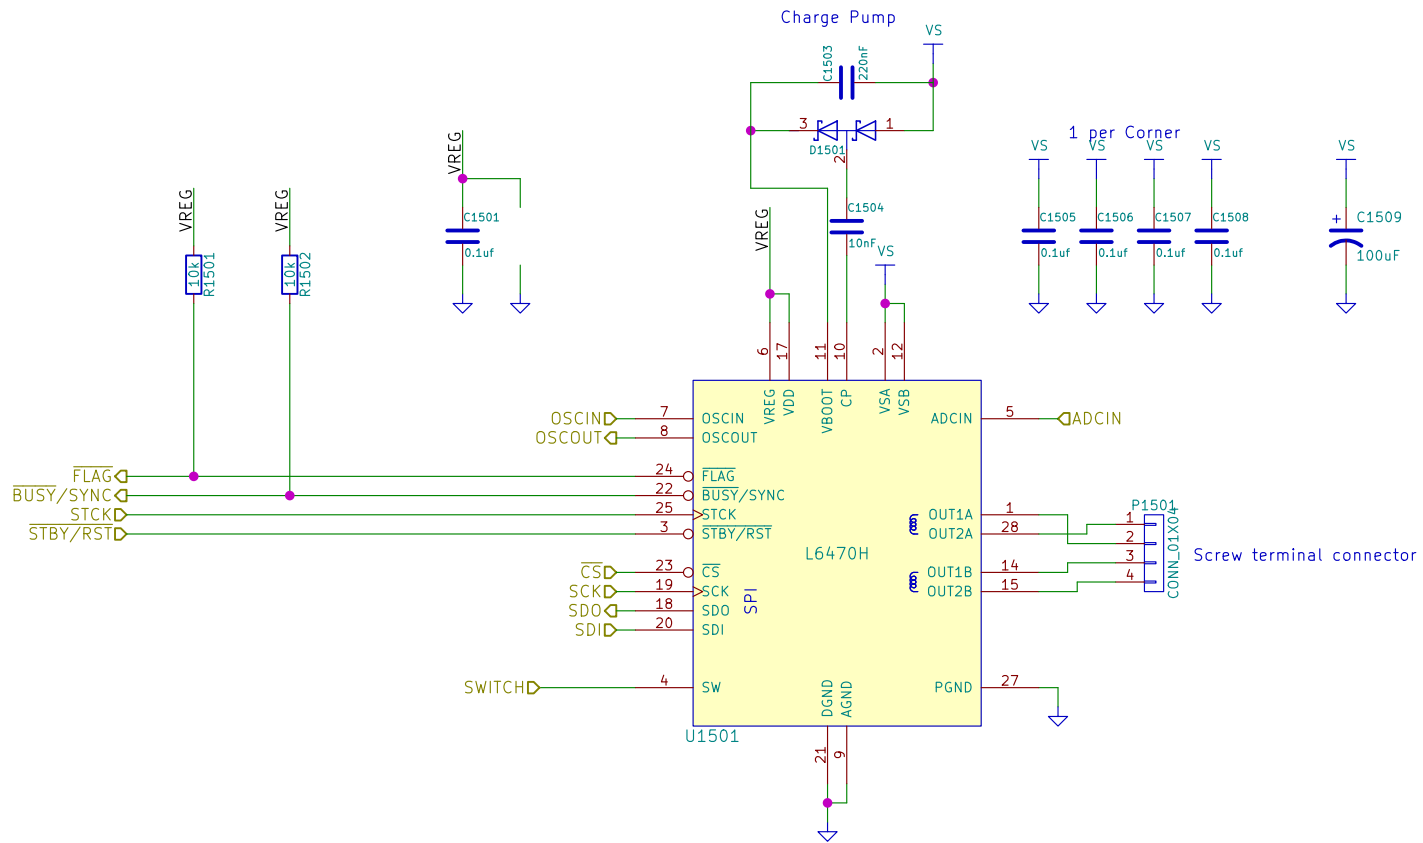 Charge Pump
VS
C1503
220nF
3
1
D1501
2
1 per Corner
VS
VS
VS
VS
VS
VREG
VREG
VREG
VREG
C1501
0.1uf
C1504
10nF
VS
C1505
0.1uf
C1506
0.1uf
C1507
0.1uf
C1508
0.1uf
+
C1509
100uF
10k
R1501
10k
R1502
6
17
11
10
2
12
VREG
VDD
VBOOT
CP
VSA
VSB
OSCIN
7
OSCIN
ADCIN
5
ADCIN
OSCOUT
8
OSCOUT
FLAG
24
FLAG
BUSY/SYNC
22
BUSY/SYNC
STCK
25
STCK
OUT1A
1
STBY/RST
3
STBY/RST
OUT2A
28
P1501
1
2
3
4
CONN_01X04
Screw terminal connector
L6470H
CS
23
CS
OUT1B
14
SCK
19
SCK
OUT2B
15
SDO
18
SDO
SPI
SDI
20
SDI
SWITCH
4
SW
PGND
27
DGND
AGND
U1501
21
9